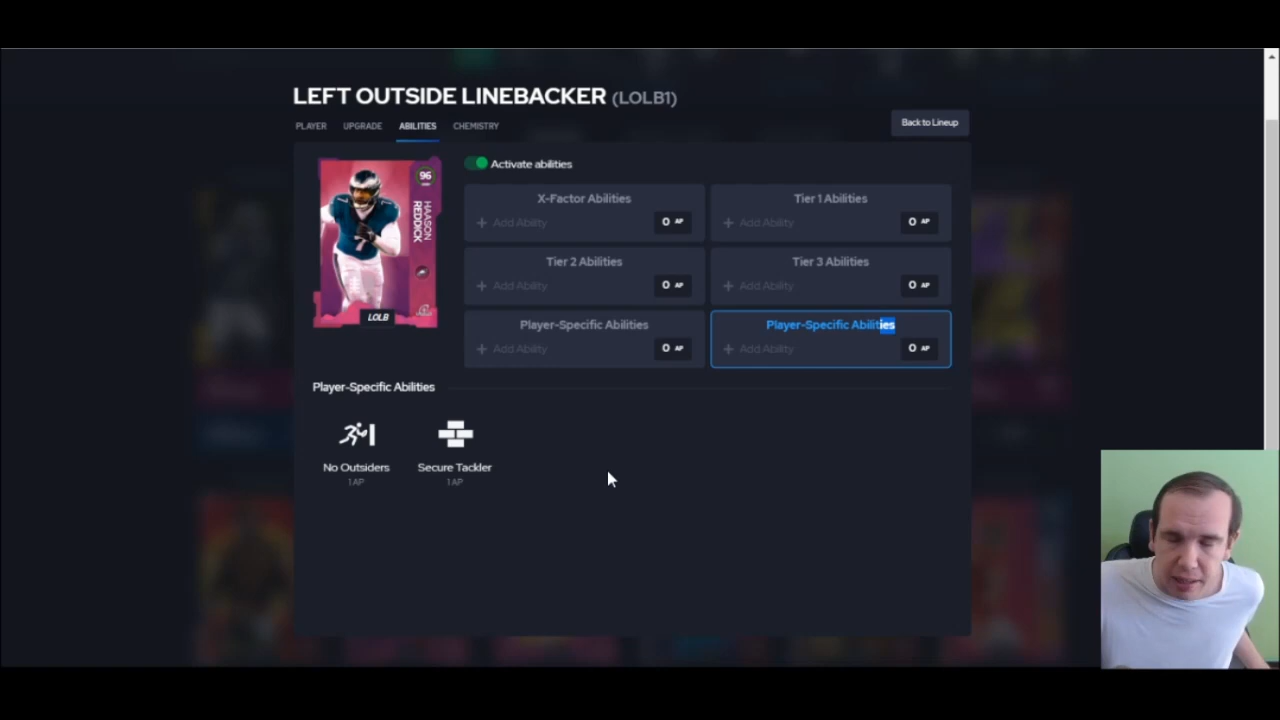 LEFT OUTSIDE LINEBACKER (LOLB1)
PLAYER UPGRADE ABILITIES CHEMISTRY
Back to Lineup
96
HAASON
REDDICK
7
LOLB
Activate abilities
X-Factor Abilities
+ Add Ability 0 AP
Tier 1 Abilities
+ Add Ability 0 AP
Tier 2 Abilities
+ Add Ability 0 AP
Tier 3 Abilities
+ Add Ability 0 AP
Player-Specific Abilities
+ Add Ability 0 AP
Player-Specific Abilities
+ Add Ability 0 AP
Player-Specific Abilities
No Outsiders
1 AP
Secure Tackler
1 AP